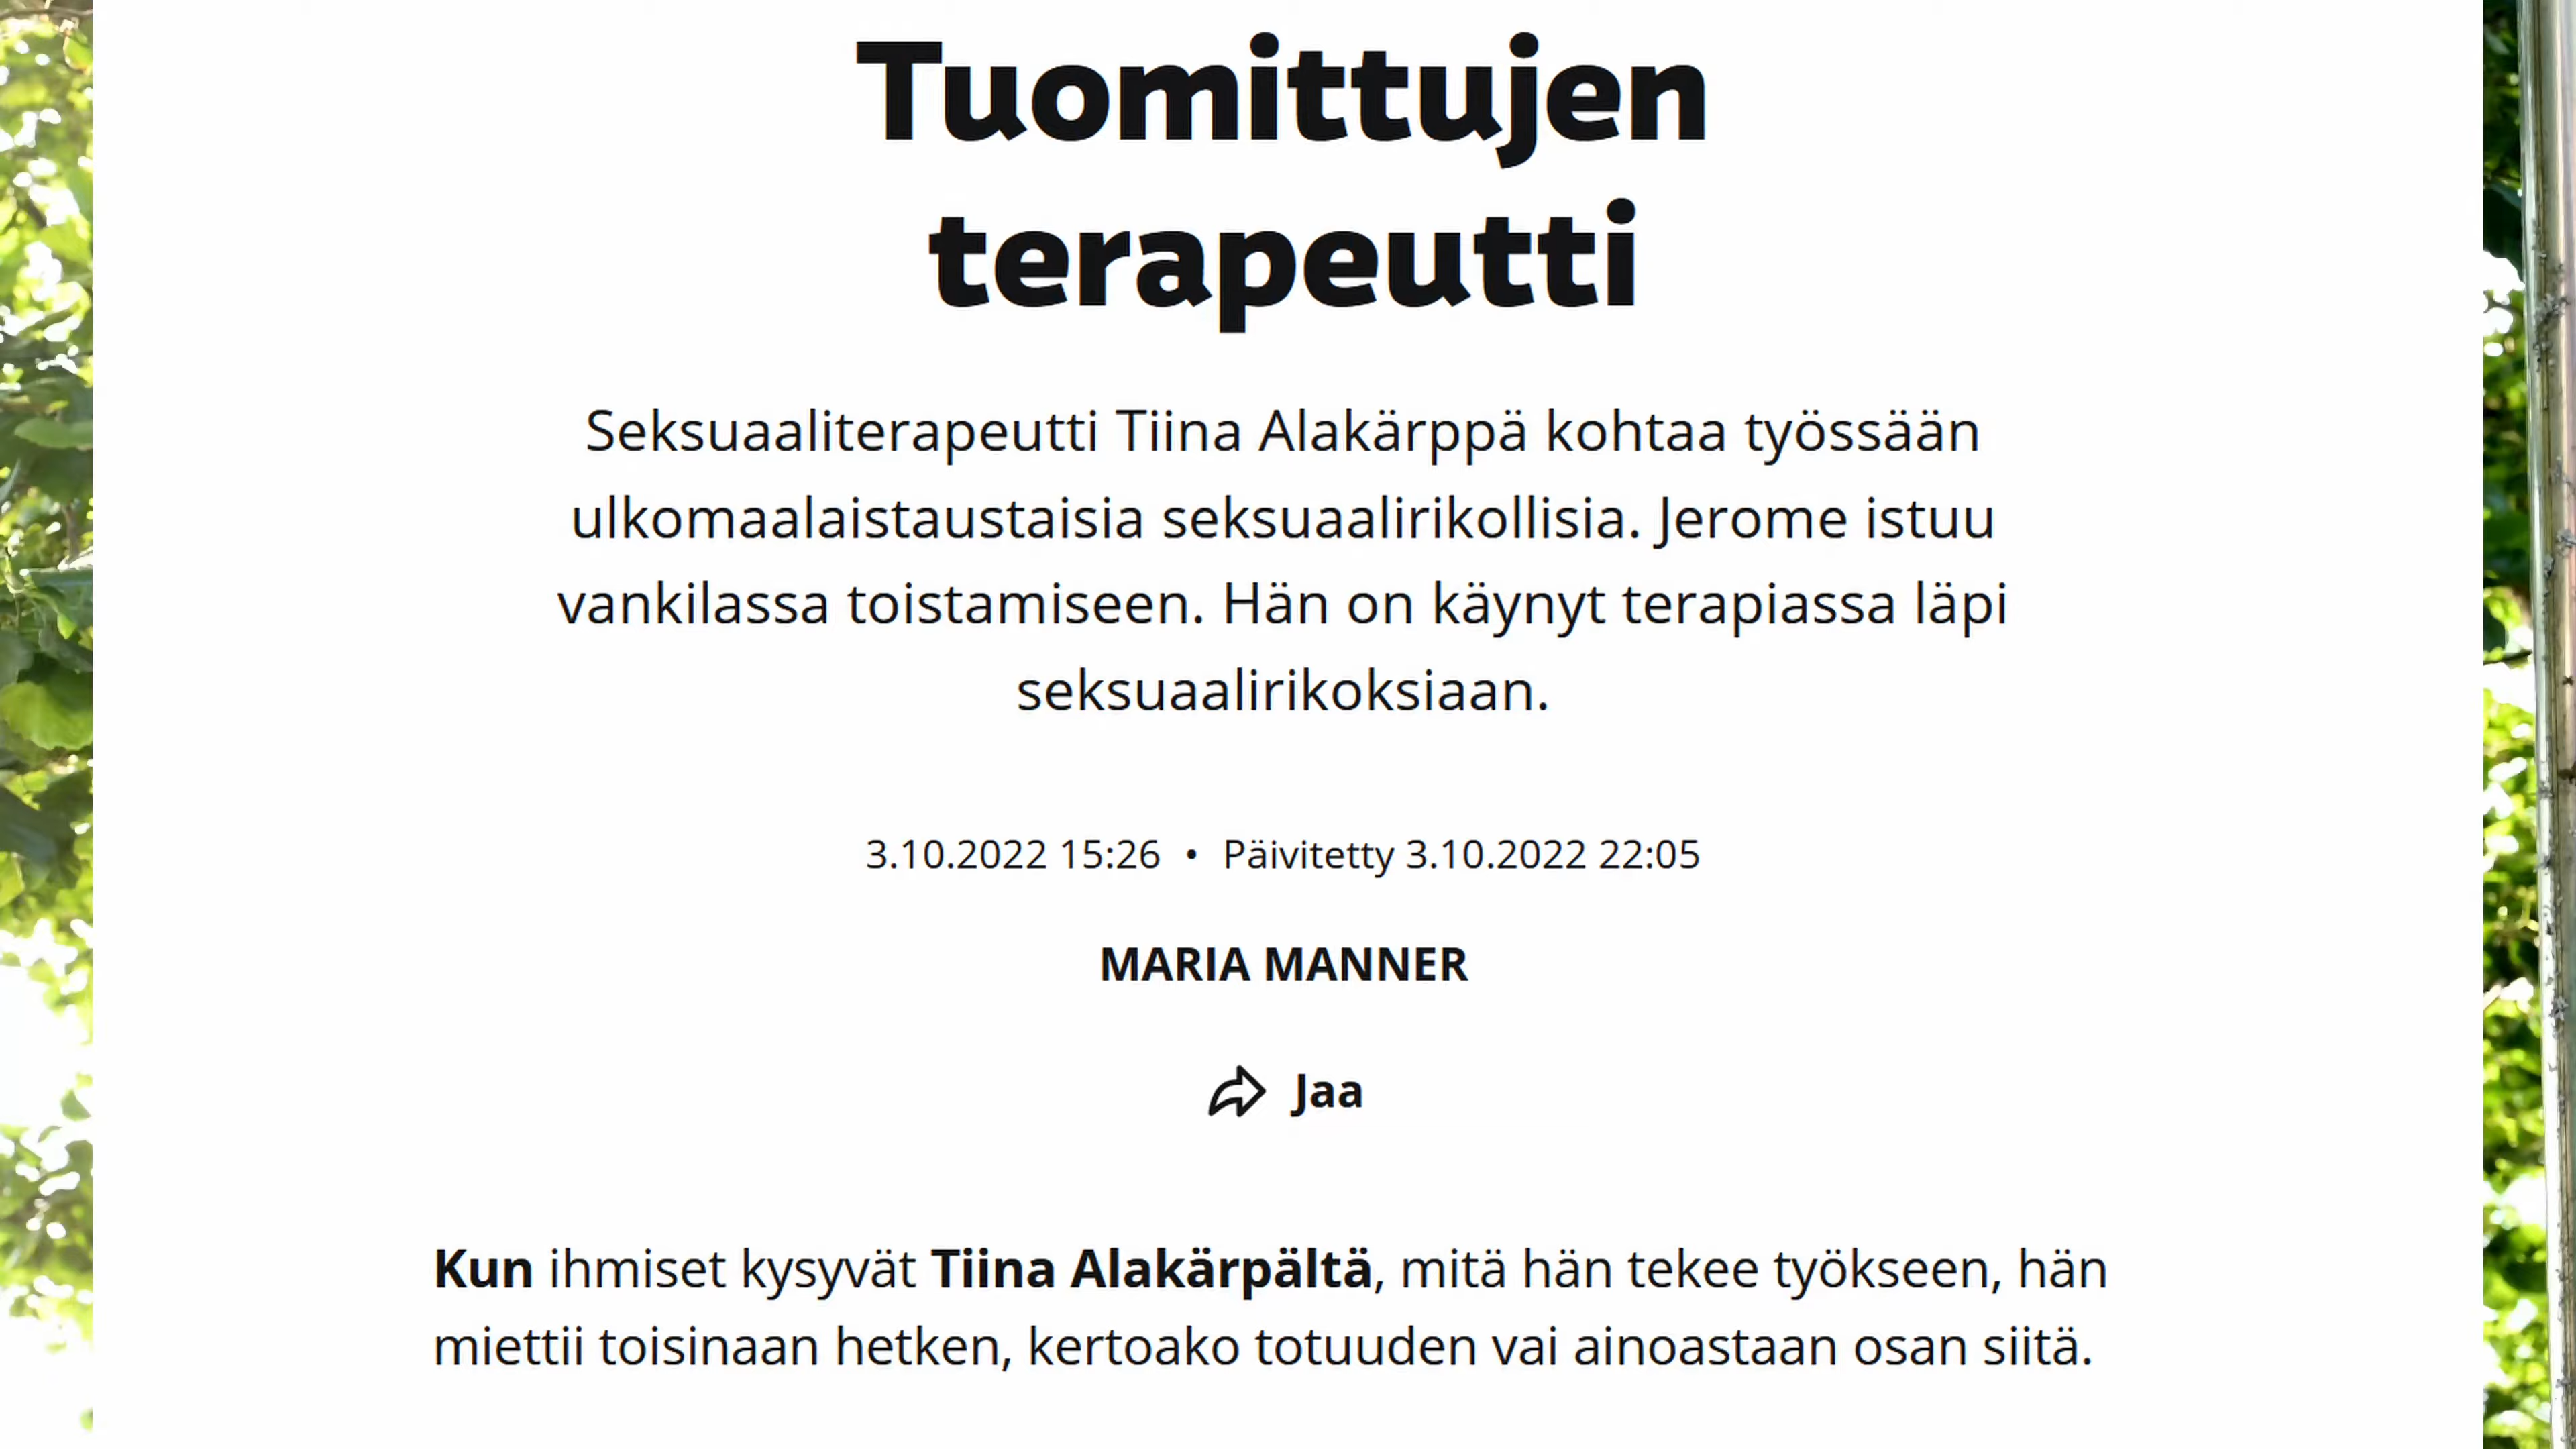 Tuomittujen
terapeutti
Seksuaaliterapeutti Tiina Alakärppä kohtaa työssään
ulkomaalaistaustaisia seksuaalirikollisia. Jerome istuu
vankilassa toistamiseen. Hän on käynyt terapiassa läpi
seksuaalirikoksiaan.
3.10.2022 15:26 • Päivitetty 3.10.2022 22:05
MARIA MANNER
Jaa
Kun ihmiset kysyvät Tiina Alakärpältä, mitä hän tekee työkseen, hän
miettii toisinaan hetken, kertoako totuuden vai ainoastaan osan siitä.